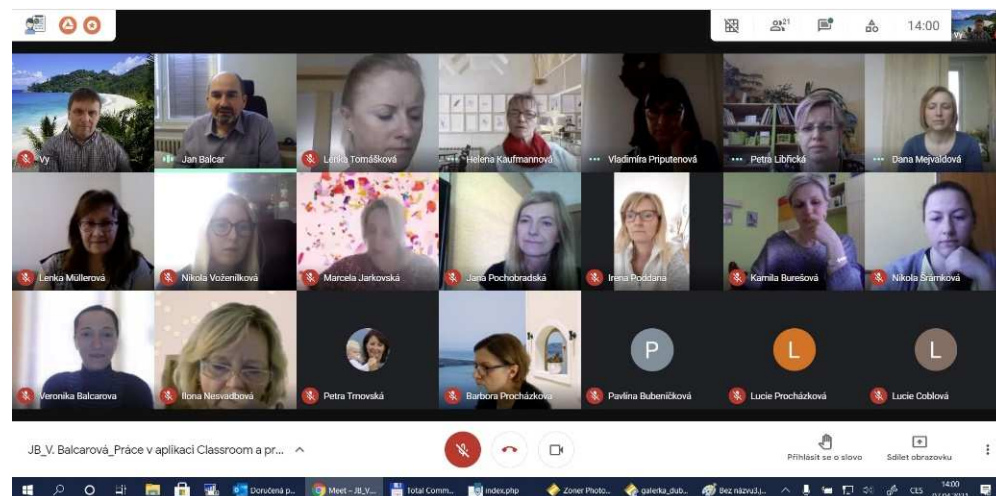 21
14:00
Vy
Vy
Jan Balcar
Lenka Tomášková
Helena Kaufmannová
Vladimíra Priputenová
Petra Libřická
Dana Mejvaldová
Lenka Müllerová
Nikola Voženílková
Marcela Jarkovská
Jana Pochobradská
Irena Poddaná
Kamila Burešová
Nikola Šrámková
Veronika Balcarova
Ilona Nesvadbová
Petra Trnovská
Barbora Procházková
P
Pavlína Bubeníčková
L
Lucie Procházková
L
Lucie Coblová
JB_V. Balcarová_Práce v aplikaci Classroom a pr...
Přihlásit se o slovo
Sdílet obrazovku
Doručená p...
Meet – JB_V...
Total Comm...
index.php
Zoner Photo...
galerka_dub...
Bez názvu3.j...
CES
14:00